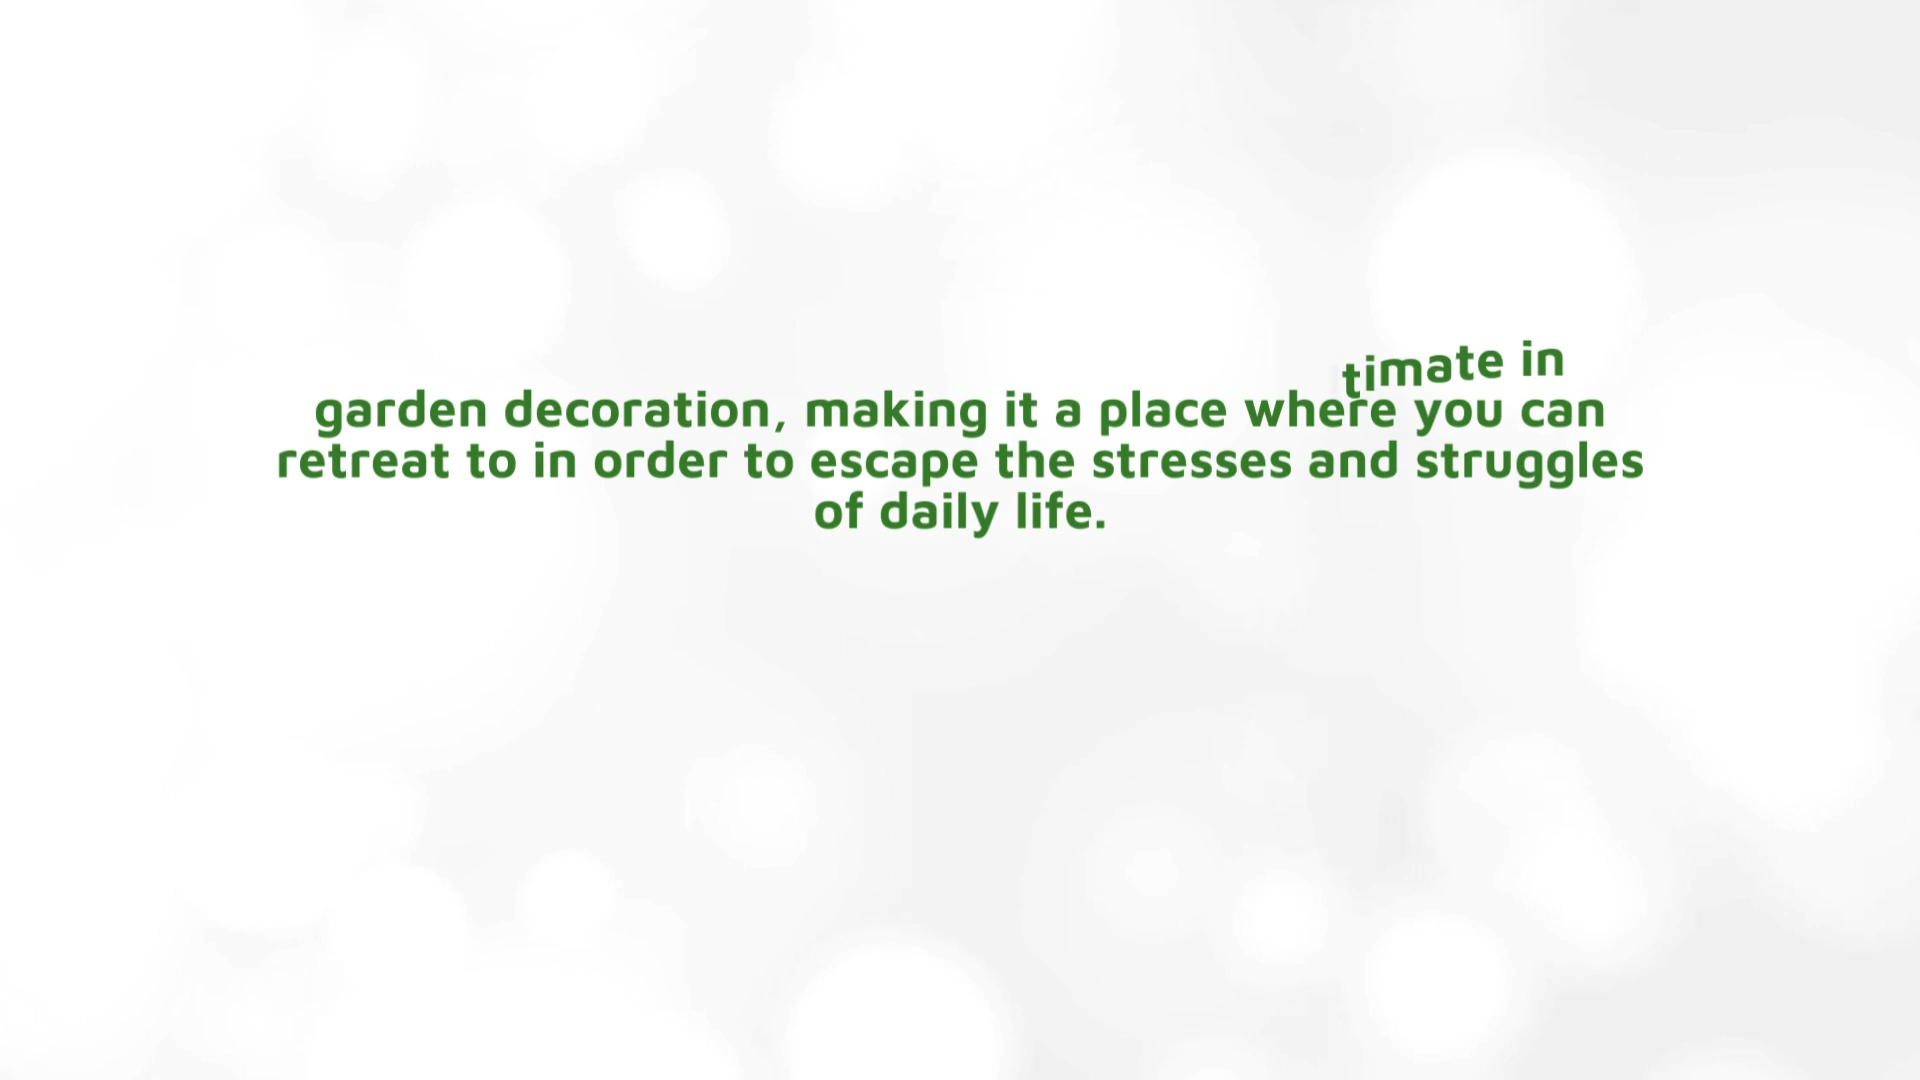 timate in
garden decoration, making it a place where you can
retreat to in order to escape the stresses and struggles
of daily life.